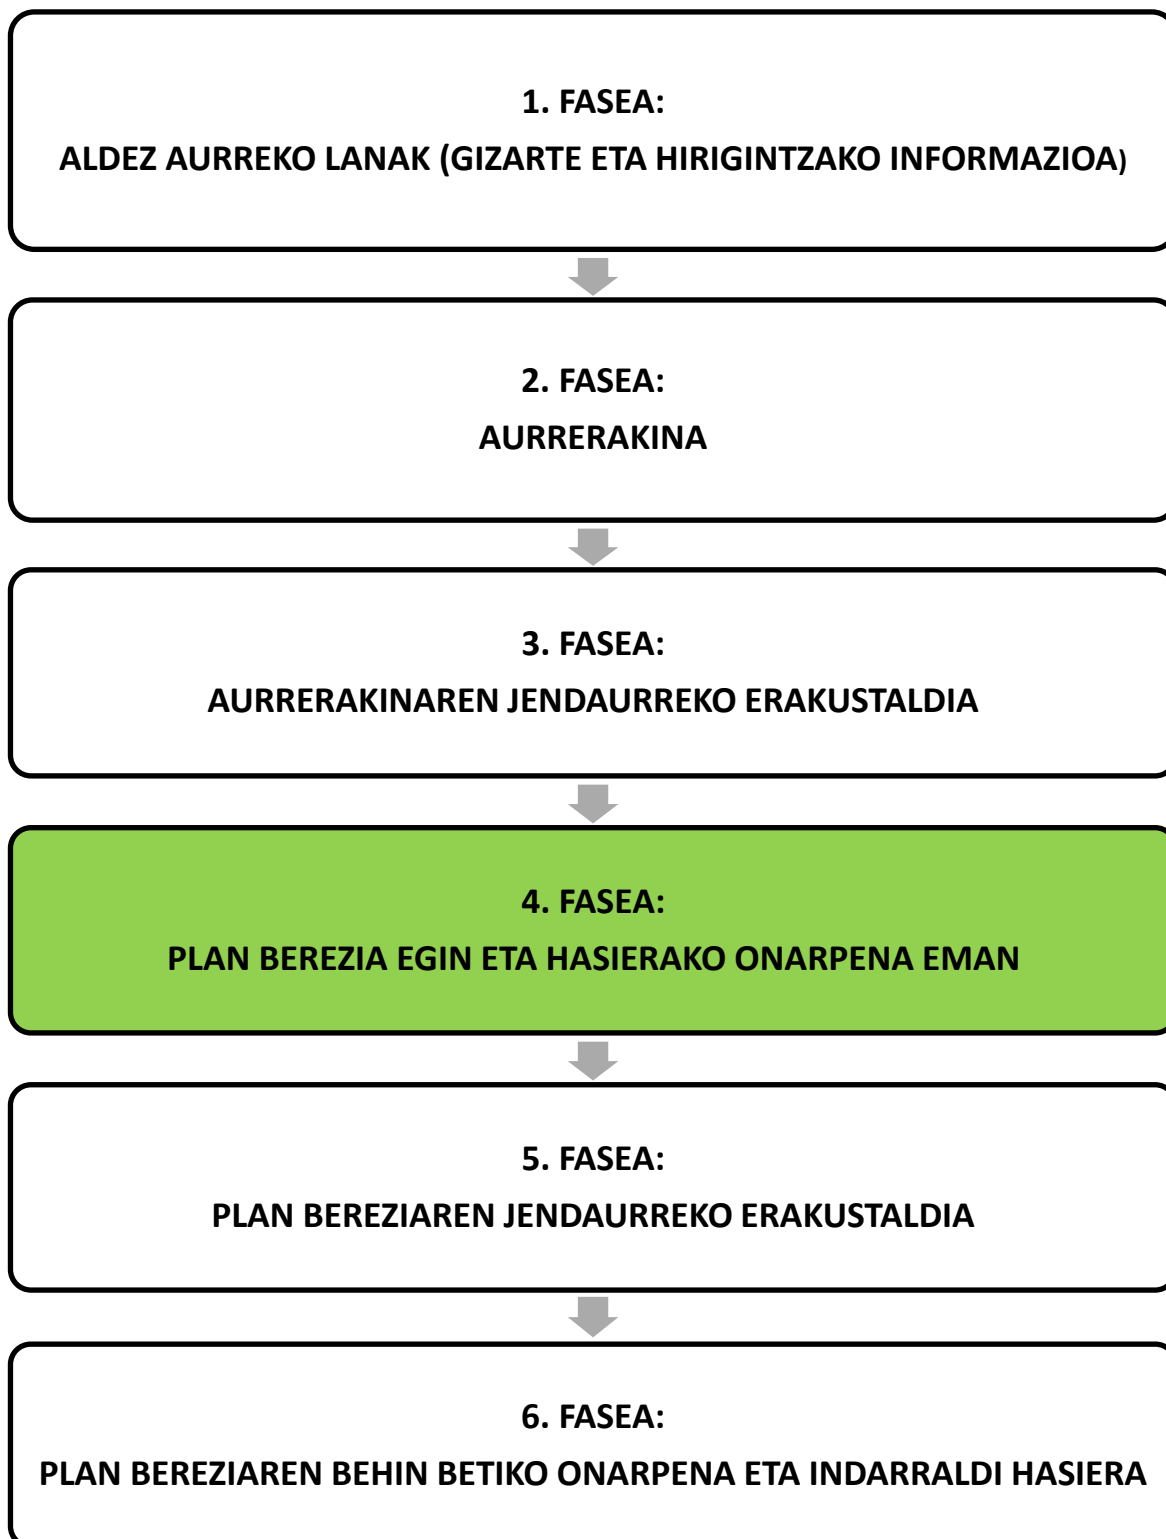 1. FASEA:
ALDEZ AURREKO LANAK (GIZARTE ETA HIRIGINTZAKO INFORMAZIOA)
2. FASEA:
AURRERAKINA
3. FASEA:
AURRERAKINAREN JENDAURREKO ERAKUSTALDIA
4. FASEA:
PLAN BEREZIA EGIN ETA HASIERAKO ONARPENA EMAN
5. FASEA:
PLAN BEREZIAREN JENDAURREKO ERAKUSTALDIA
6. FASEA:
PLAN BEREZIAREN BEHIN BETIKO ONARPENA ETA INDARRALDI HASIERA